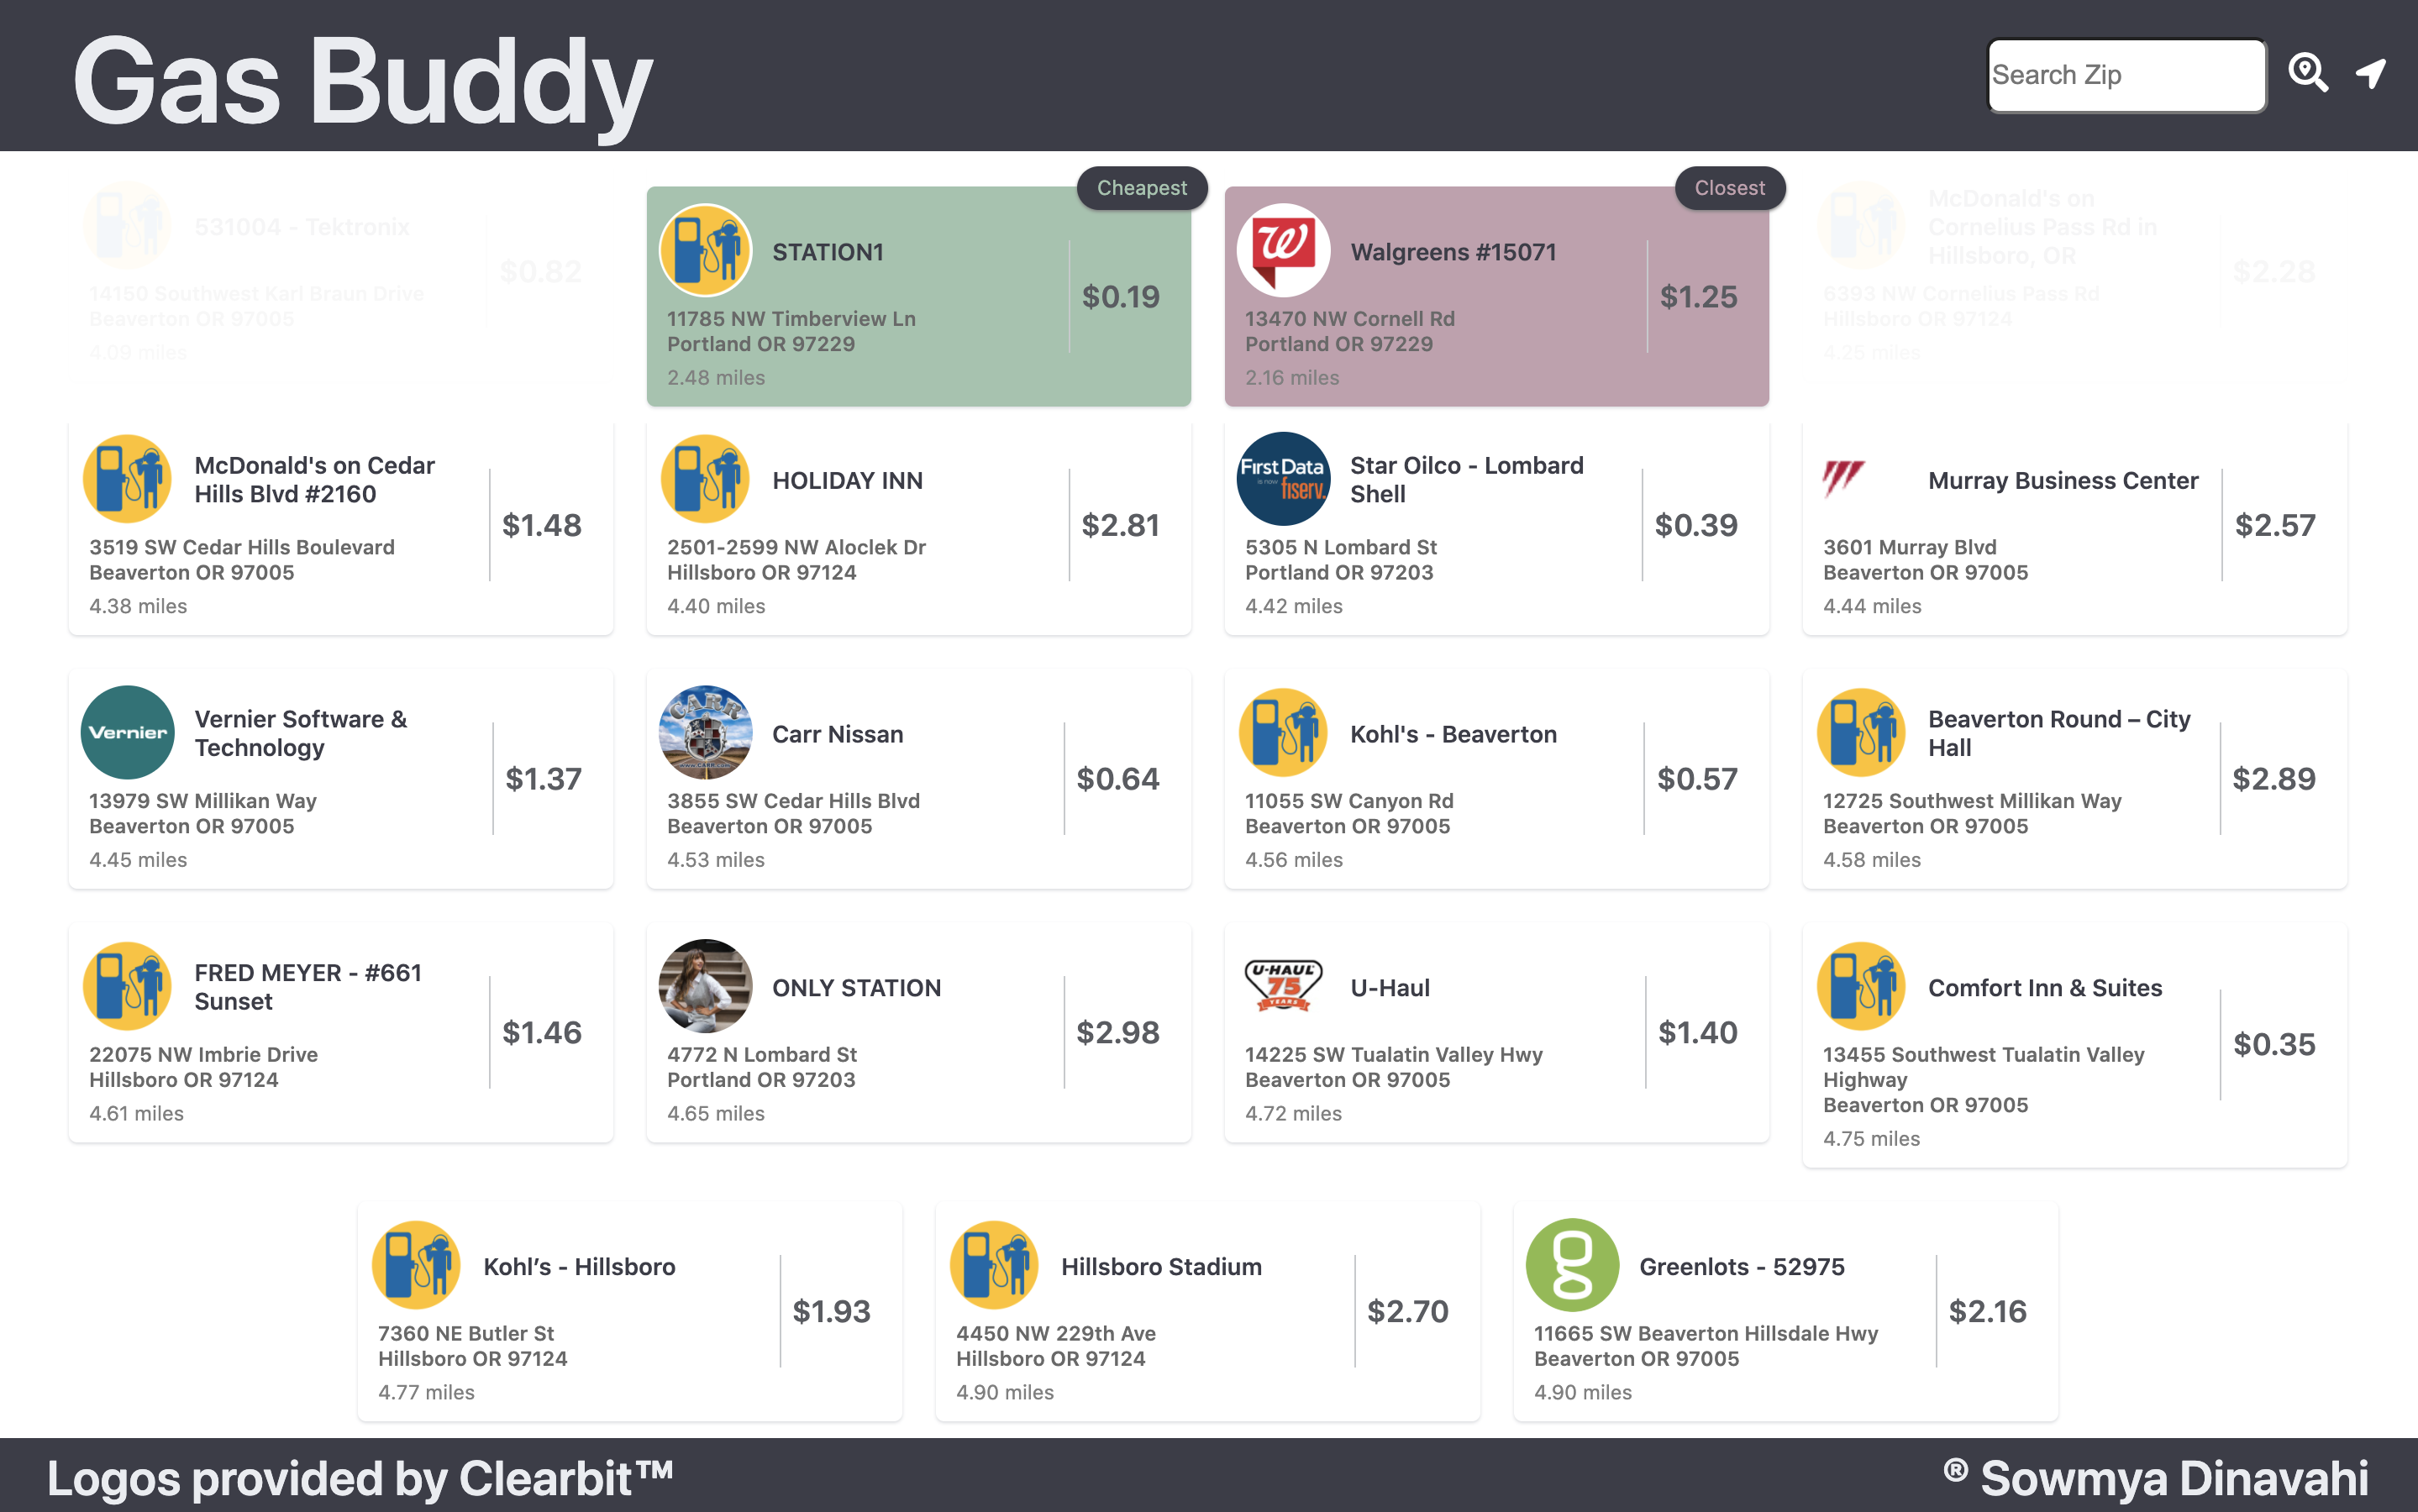 Gas Buddy
Search Zip
531004 - Tektronix
$0.82
14150 Southwest Karl Braun Drive
Beaverton OR 97005
4.09 miles
Cheapest
STATION1
$0.19
11785 NW Timberview Ln
Portland OR 97229
2.48 miles
Closest
Walgreens #15071
$1.25
13470 NW Cornell Rd
Portland OR 97229
2.16 miles
McDonald's on
Cornelius Pass Rd in
Hillsboro, OR
$2.28
6393 NW Cornelius Pass Rd
Hillsboro OR 97124
4.25 miles
McDonald's on Cedar
Hills Blvd #2160
$1.48
3519 SW Cedar Hills Boulevard
Beaverton OR 97005
4.38 miles
HOLIDAY INN
$2.81
2501-2599 NW Aloclek Dr
Hillsboro OR 97124
4.40 miles
First Data
is now
fiserv.
Star Oilco - Lombard
Shell
$0.39
5305 N Lombard St
Portland OR 97203
4.42 miles
Murray Business Center
$2.57
3601 Murray Blvd
Beaverton OR 97005
4.44 miles
Vernier
Vernier Software &
Technology
$1.37
13979 SW Millikan Way
Beaverton OR 97005
4.45 miles
CARR
WWW.CARR.COM
Carr Nissan
$0.64
3855 SW Cedar Hills Blvd
Beaverton OR 97005
4.53 miles
Kohl's - Beaverton
$0.57
11055 SW Canyon Rd
Beaverton OR 97005
4.56 miles
Beaverton Round – City
Hall
$2.89
12725 Southwest Millikan Way
Beaverton OR 97005
4.58 miles
FRED MEYER - #661
Sunset
$1.46
22075 NW Imbrie Drive
Hillsboro OR 97124
4.61 miles
ONLY STATION
$2.98
4772 N Lombard St
Portland OR 97203
4.65 miles
U-HAUL
75
YEARS
U-Haul
$1.40
14225 SW Tualatin Valley Hwy
Beaverton OR 97005
4.72 miles
Comfort Inn & Suites
$0.35
13455 Southwest Tualatin Valley
Highway
Beaverton OR 97005
4.75 miles
Kohl’s - Hillsboro
$1.93
7360 NE Butler St
Hillsboro OR 97124
4.77 miles
Hillsboro Stadium
$2.70
4450 NW 229th Ave
Hillsboro OR 97124
4.90 miles
g
Greenlots - 52975
$2.16
11665 SW Beaverton Hillsdale Hwy
Beaverton OR 97005
4.90 miles
Logos provided by Clearbit™
® Sowmya Dinavahi